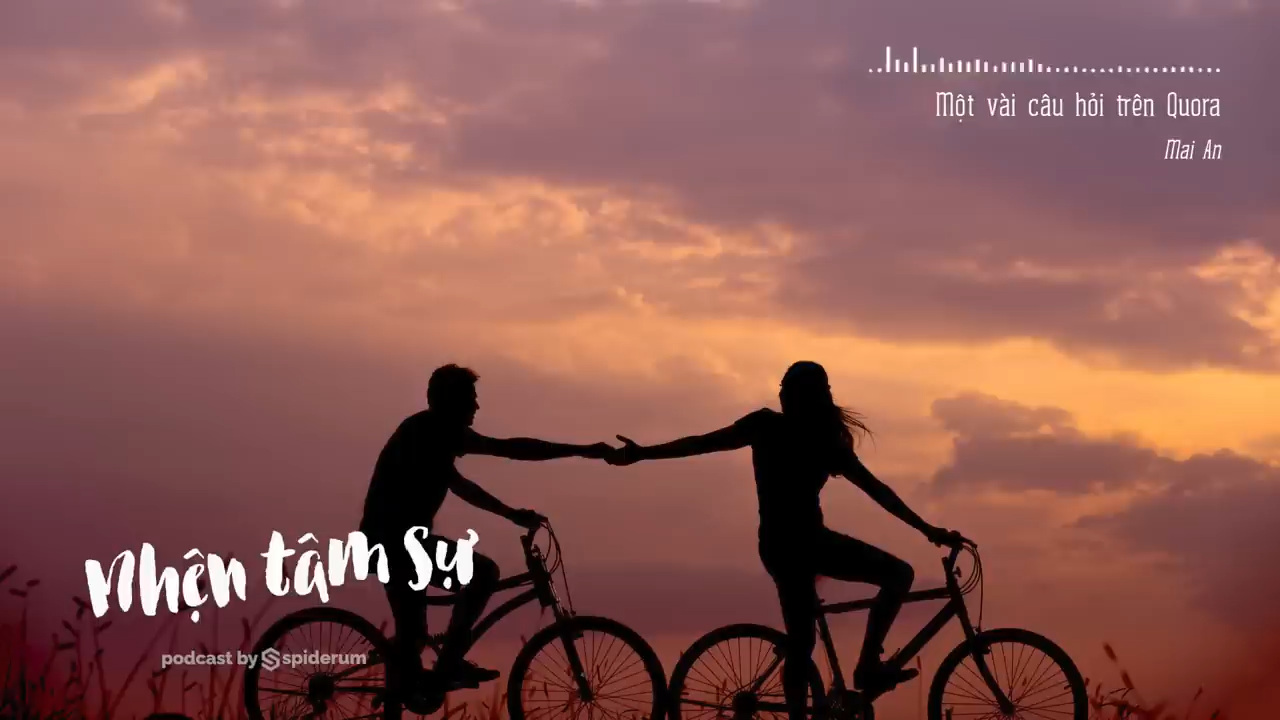 Một vài câu hỏi trên Quora
Mai An
Nhện tâm sự
podcast by spiderum